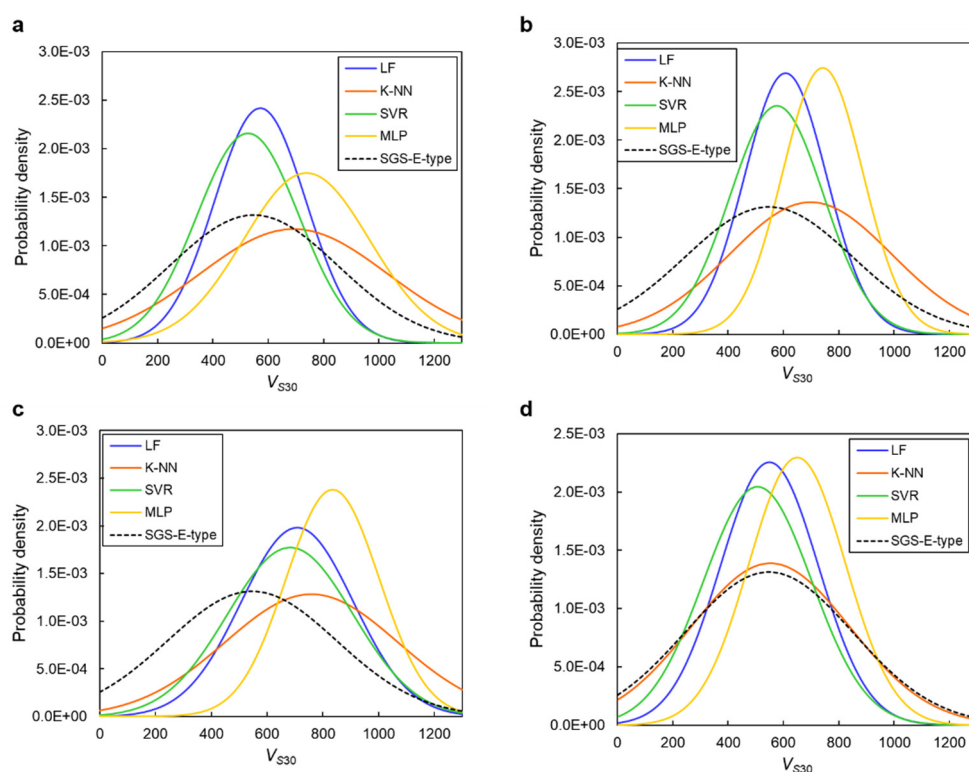 a
3.0E-03
2.5E-03
2.0E-03
1.5E-03
1.0E-03
5.0E-04
0.0E+00
Probability density
LF
K-NN
SVR
MLP
SGS-E-type
0 200 400 600 800 1000 1200
VS30
b
3.0E-03
2.5E-03
2.0E-03
1.5E-03
1.0E-03
5.0E-04
0.0E+00
Probability density
LF
K-NN
SVR
MLP
SGS-E-type
0 200 400 600 800 1000 1200
VS30
c
3.0E-03
2.5E-03
2.0E-03
1.5E-03
1.0E-03
5.0E-04
0.0E+00
Probability density
LF
K-NN
SVR
MLP
SGS-E-type
0 200 400 600 800 1000 1200
VS30
d
2.5E-03
2.0E-03
1.5E-03
1.0E-03
5.0E-04
0.0E+00
Probability density
LF
K-NN
SVR
MLP
SGS-E-type
0 200 400 600 800 1000 1200
VS30